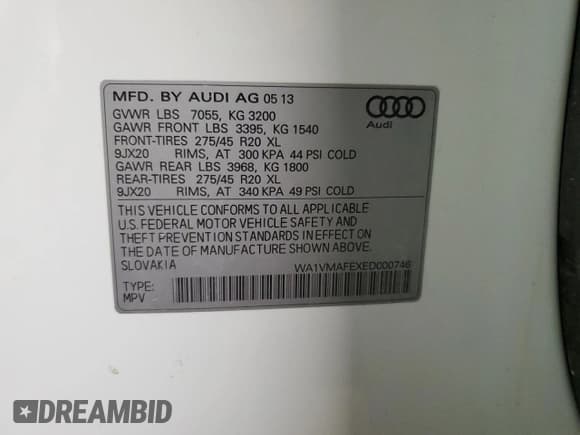 MFD. BY AUDI AG 05 13
GVWR LBS 7055, KG 3200
GAWR FRONT LBS 3395, KG 1540
FRONT-TIRES 275/45 R20 XL
9JX20 RIMS, AT 300 KPA 44 PSI COLD
GAWR REAR LBS 3968, KG 1800
REAR-TIRES 275/45 R20 XL
9JX20 RIMS, AT 340 KPA 49 PSI COLD
Audi
THIS VEHICLE CONFORMS TO ALL APPLICABLE
U.S. FEDERAL MOTOR VEHICLE SAFETY AND
THEFT PREVENTION STANDARDS IN EFFECT ON
THE DATE OF MANUFACTURE SHOWN ABOVE.
SLOVAKIA
WA1VMAFEXED000746
TYPE:
MPV
DREAMBID